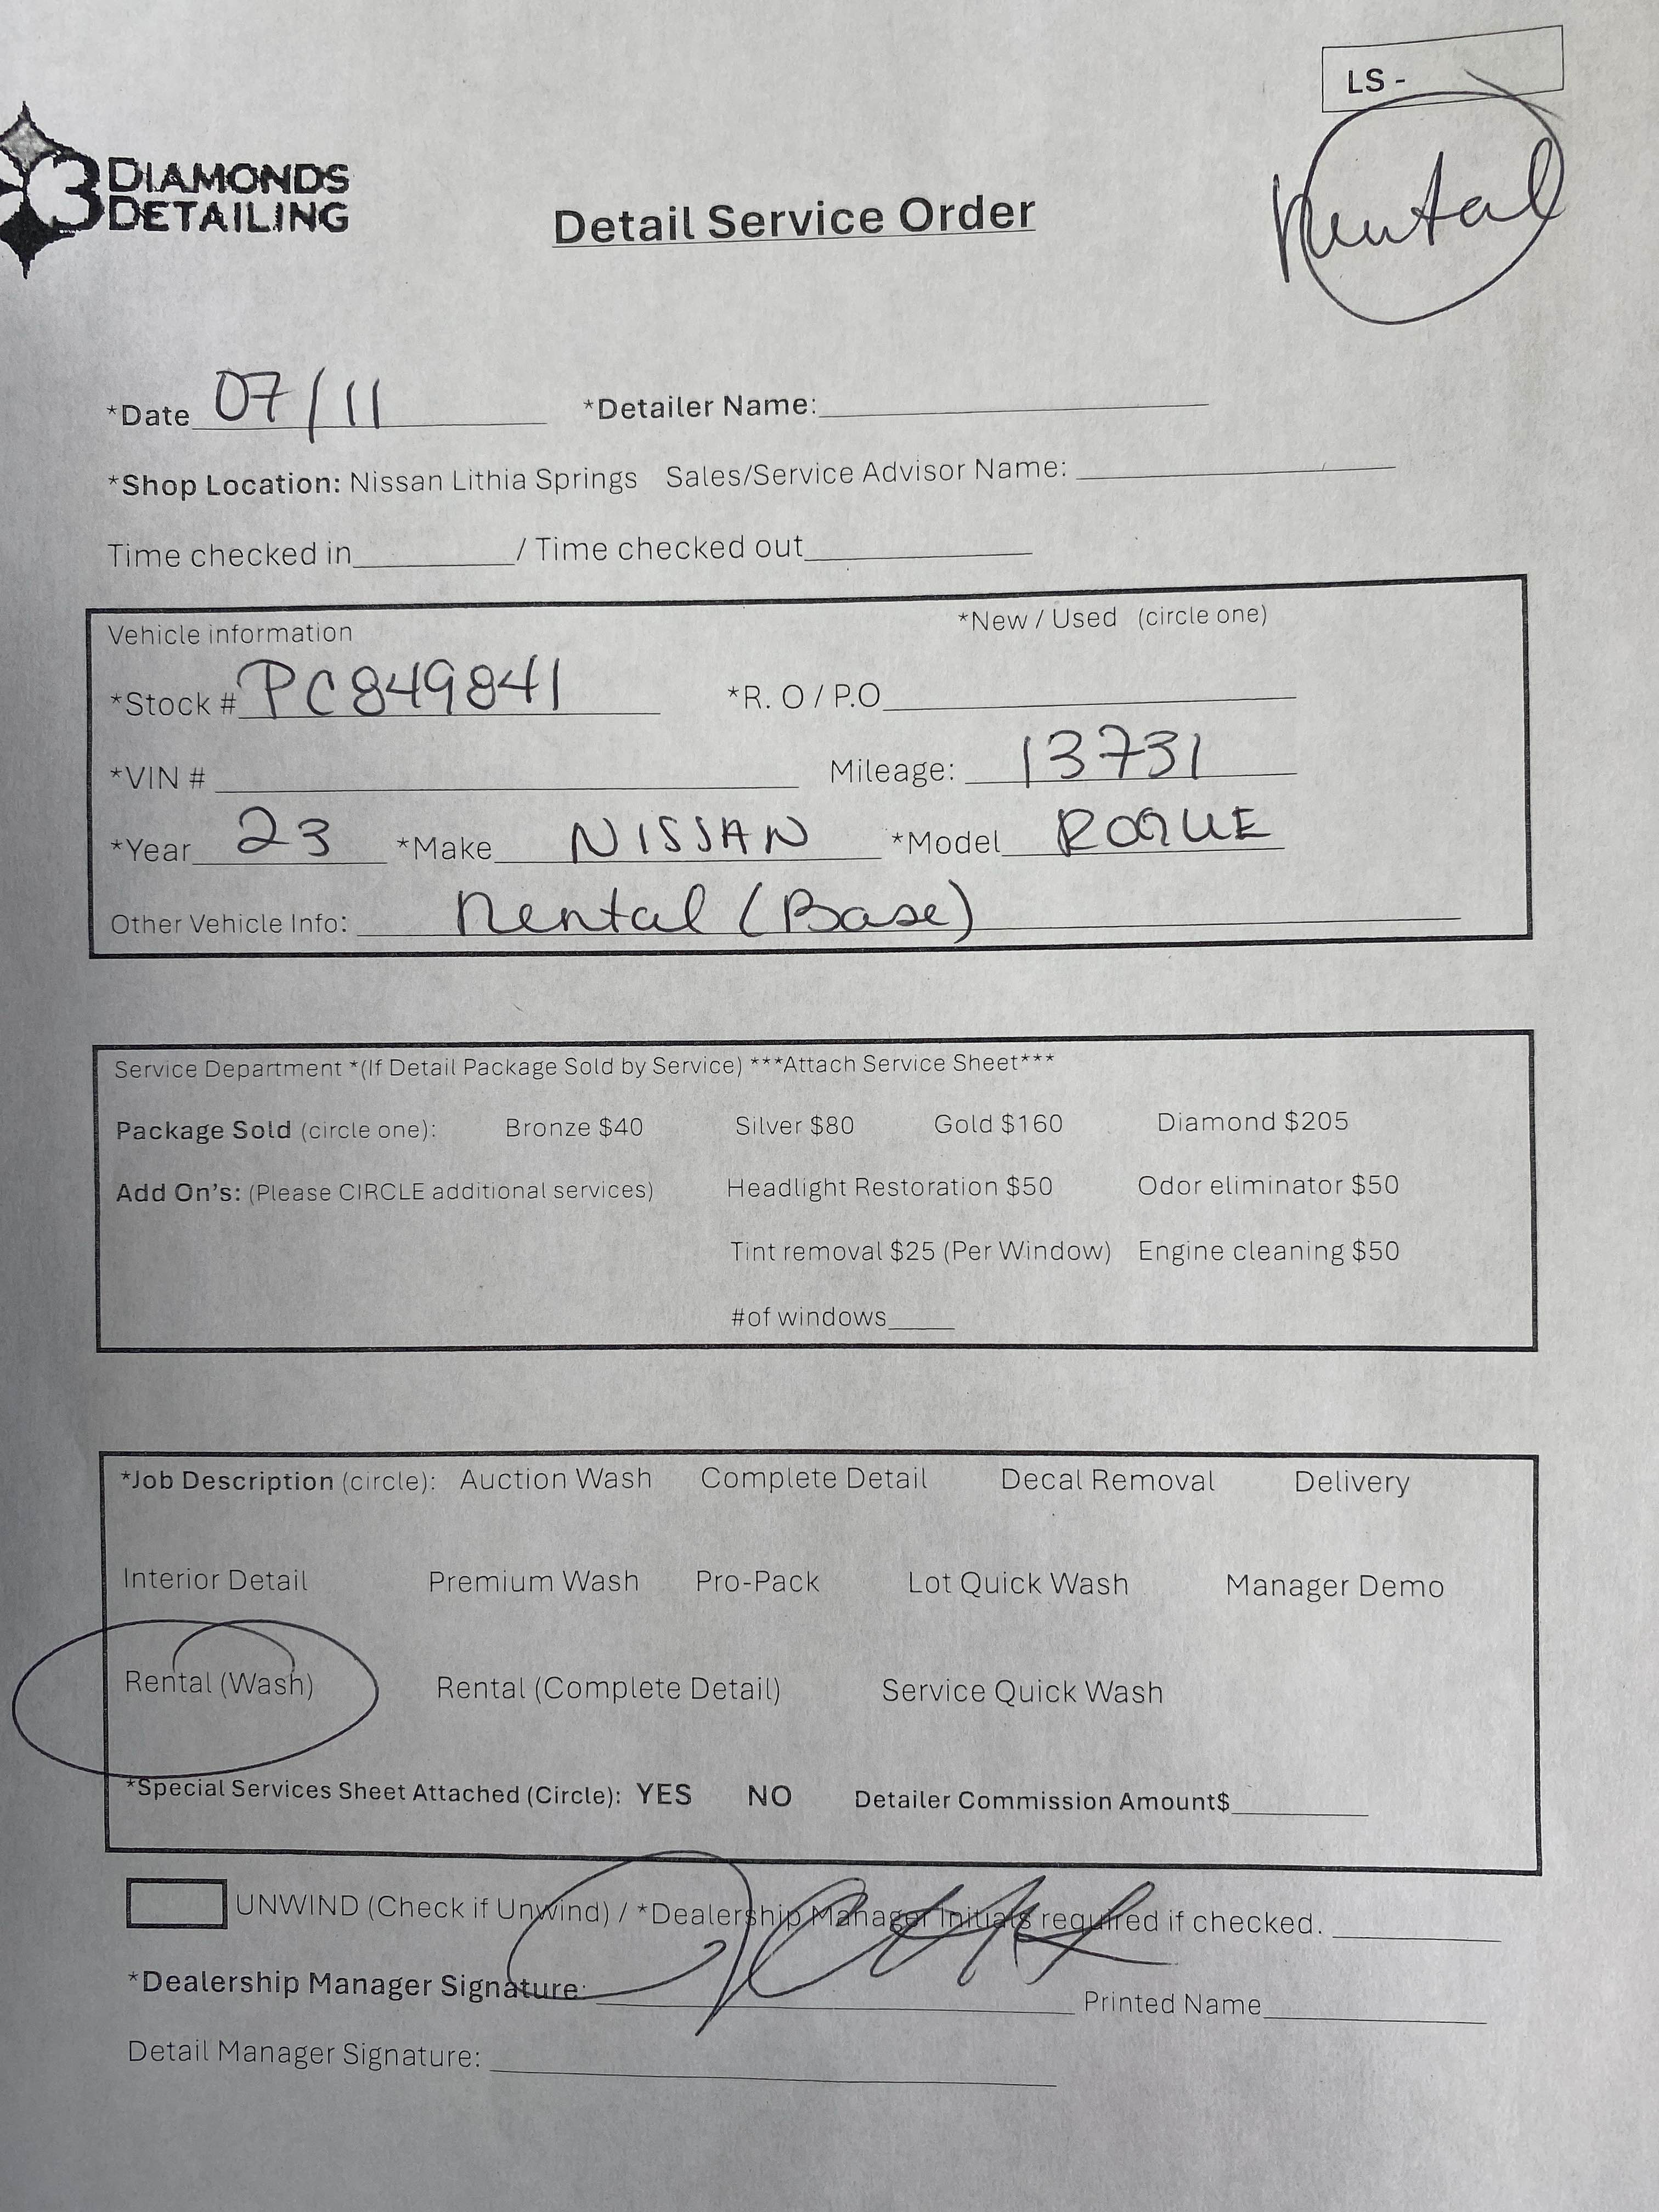 LS -
Rental
3 DIAMONDS
DETAILING
Detail Service Order
*Date 07/11 *Detailer Name:
*Shop Location: Nissan Lithia Springs Sales/Service Advisor Name:
Time checked in / Time checked out
Vehicle information *New / Used (circle one)
*Stock # PC849841 *R. O / P.O
*VIN # Mileage: 13731
*Year 23 *Make NISSAN *Model ROGUE
Other Vehicle Info: Rental (Base)
Service Department *(If Detail Package Sold by Service) ***Attach Service Sheet***
Package Sold (circle one): Bronze $40 Silver $80 Gold $160 Diamond $205
Add On's: (Please CIRCLE additional services) Headlight Restoration $50 Odor eliminator $50
Tint removal $25 (Per Window) Engine cleaning $50
#of windows
*Job Description (circle): Auction Wash Complete Detail Decal Removal Delivery
Interior Detail Premium Wash Pro-Pack Lot Quick Wash Manager Demo
Rental (Wash) Rental (Complete Detail) Service Quick Wash
*Special Services Sheet Attached (Circle): YES NO Detailer Commission Amount$
UNWIND (Check if Unwind) / *Dealership Manager Initials required if checked.
*Dealership Manager Signature: Printed Name
Detail Manager Signature: